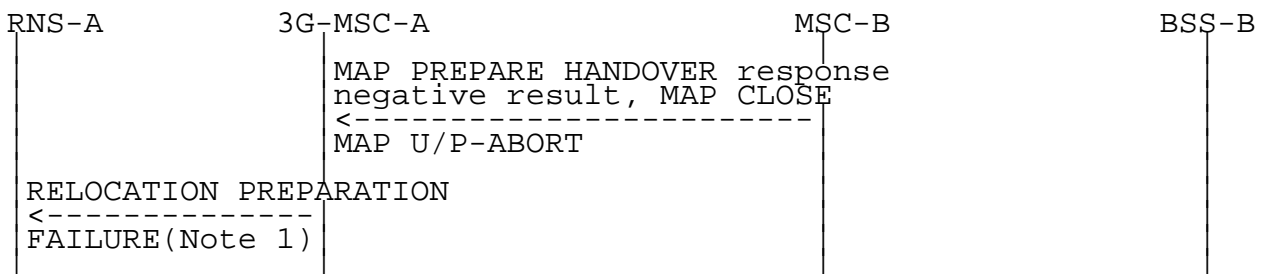 RNS-A 3G-MSC-A MSC-B BSS-B
MAP PREPARE HANDOVER response
negative result, MAP CLOSE
<------------------------
MAP U/P-ABORT
RELOCATION PREPARATION
<--------------
FAILURE(Note 1)